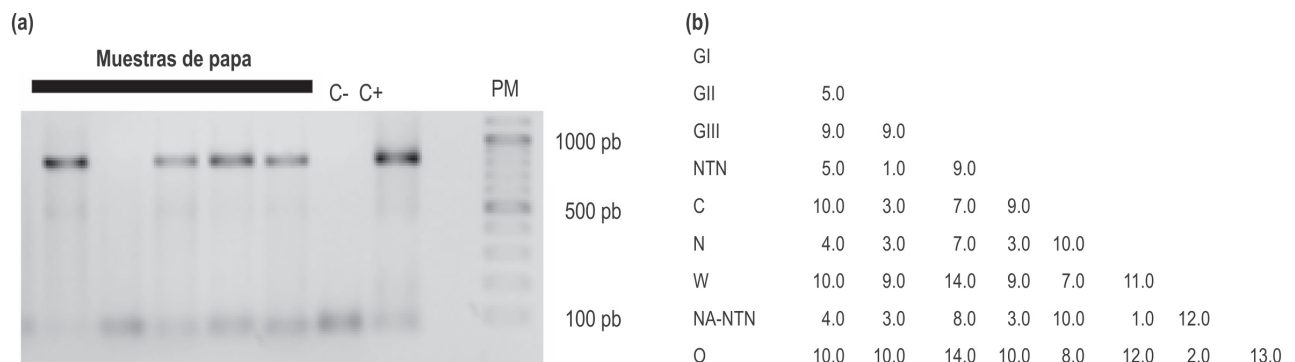 (a)
Muestras de papa
C- C+
PM
1000 pb
500 pb
100 pb
(b)
GI
GII 5.0
GIII 9.0 9.0
NTN 5.0 1.0 9.0
C 10.0 3.0 7.0 9.0
N 4.0 3.0 7.0 3.0 10.0
W 10.0 9.0 14.0 9.0 7.0 11.0
NA-NTN 4.0 3.0 8.0 3.0 10.0 1.0 12.0
O 10.0 10.0 14.0 10.0 8.0 12.0 2.0 13.0